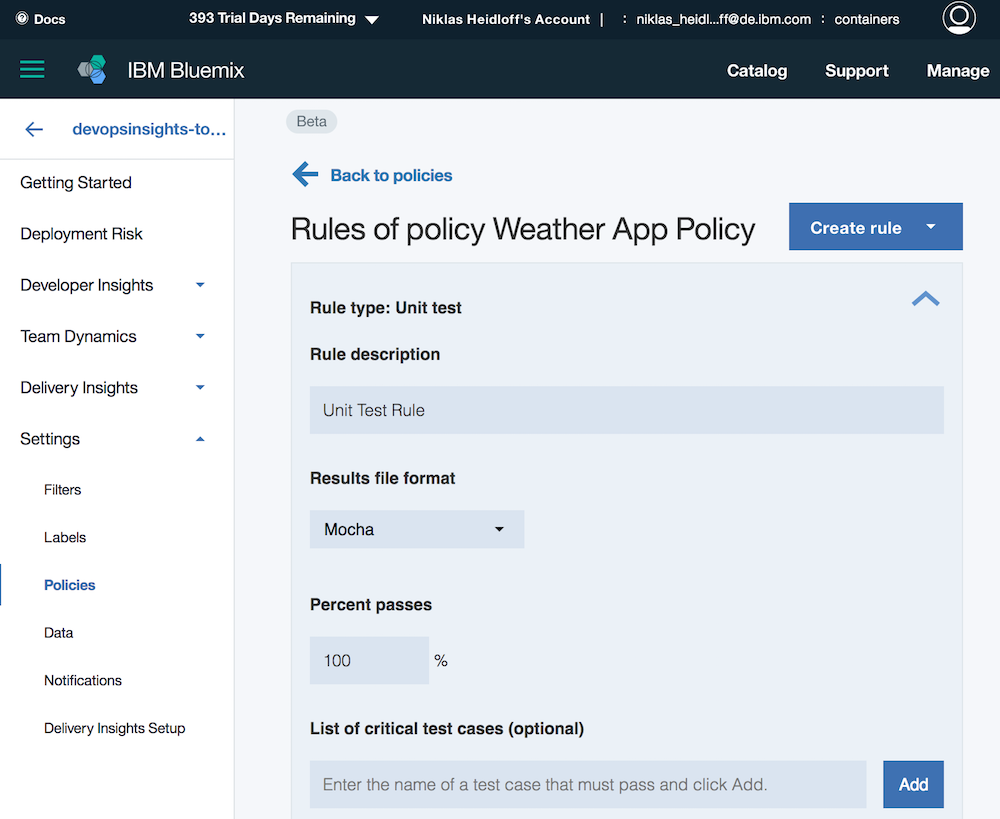 Docs
393 Trial Days Remaining
Niklas Heidloff's Account | : niklas_heidl...ff@de.ibm.com : containers
IBM Bluemix
Catalog
Support
Manage
devopsinsights-to...
Getting Started
Deployment Risk
Developer Insights
Team Dynamics
Delivery Insights
Settings
Filters
Labels
Policies
Data
Notifications
Delivery Insights Setup
Beta
Back to policies
Rules of policy Weather App Policy
Create rule
Rule type: Unit test
Rule description
Unit Test Rule
Results file format
Mocha
Percent passes
100 %
List of critical test cases (optional)
Enter the name of a test case that must pass and click Add.
Add